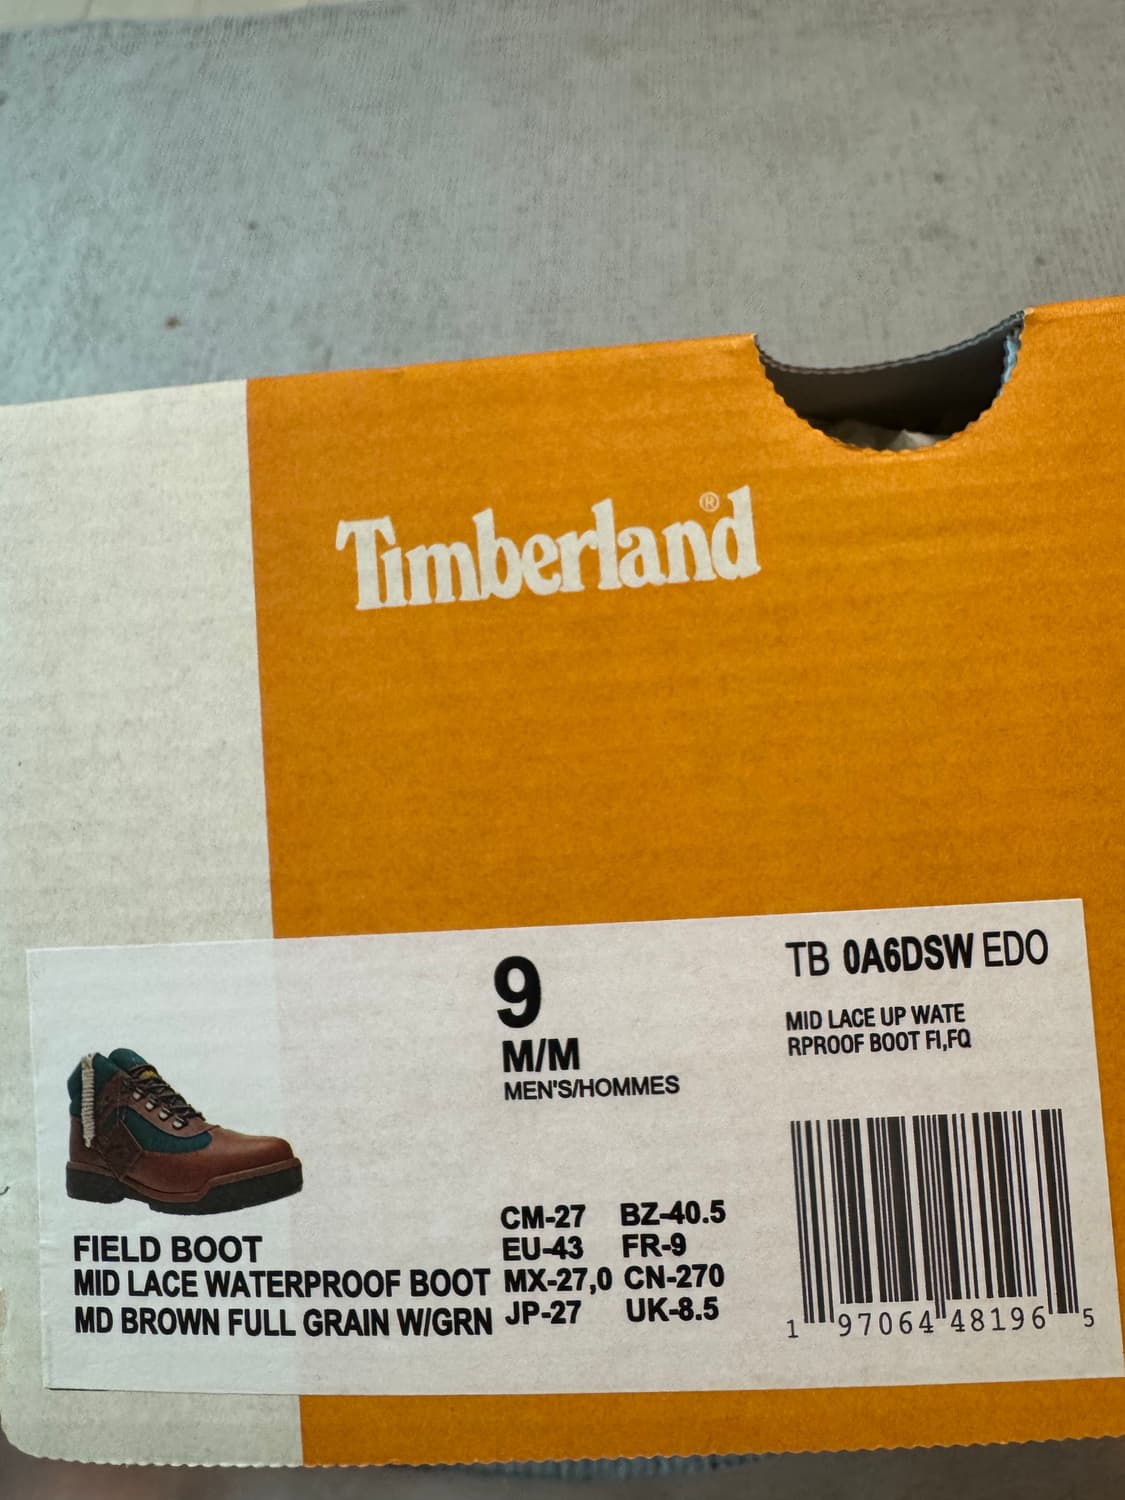 Timberland®
9
M/M
MEN'S/HOMMES
TB 0A6DSW EDO
MID LACE UP WATE
RPROOF BOOT FI,FQ
CM-27 BZ-40.5
EU-43 FR-9
MX-27,0 CN-270
JP-27 UK-8.5
FIELD BOOT
MID LACE WATERPROOF BOOT
MD BROWN FULL GRAIN W/GRN
1 97064 48196 5